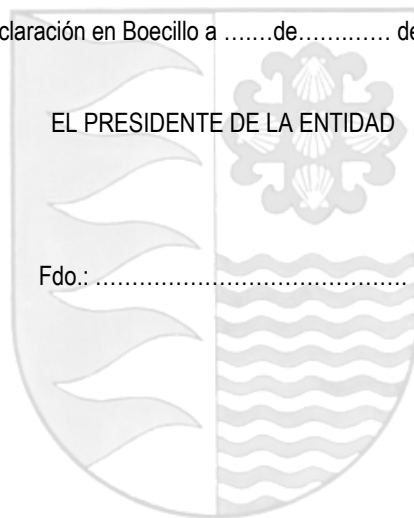 claración en Boecillo a …….de…………. de
EL PRESIDENTE DE LA ENTIDAD
Fdo.: …………………………………….